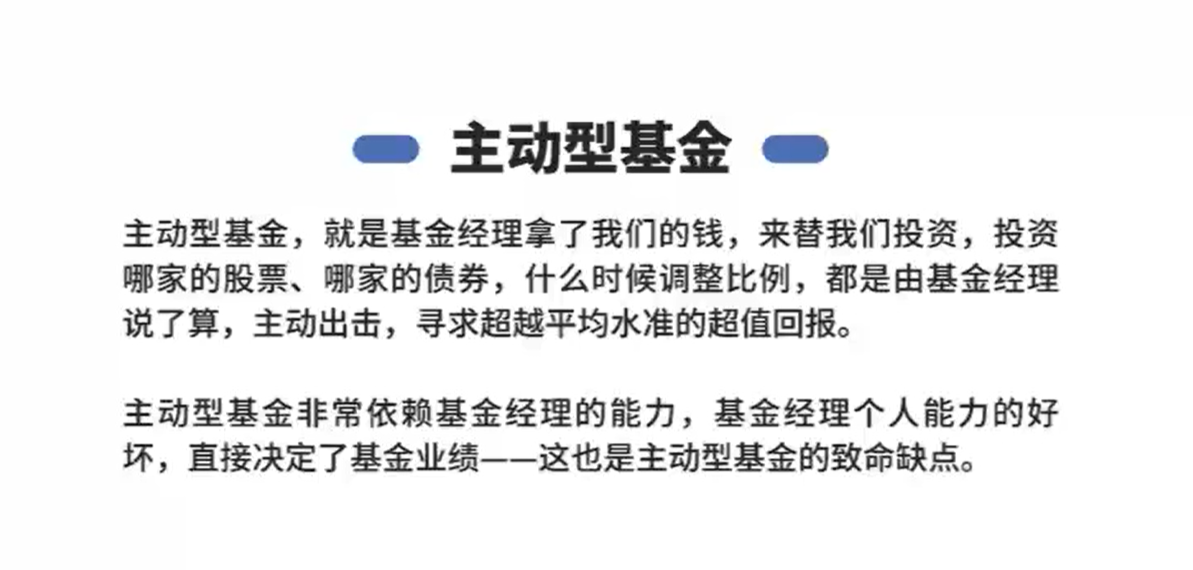 主动型基金
主动型基金，就是基金经理拿了我们的钱，来替我们投资，投资
哪家的股票、哪家的债券，什么时候调整比例，都是由基金经理
说了算，主动出击，寻求超越平均水准的超值回报。
主动型基金非常依赖基金经理的能力，基金经理个人能力的好
坏，直接决定了基金业绩——这也是主动型基金的致命缺点。